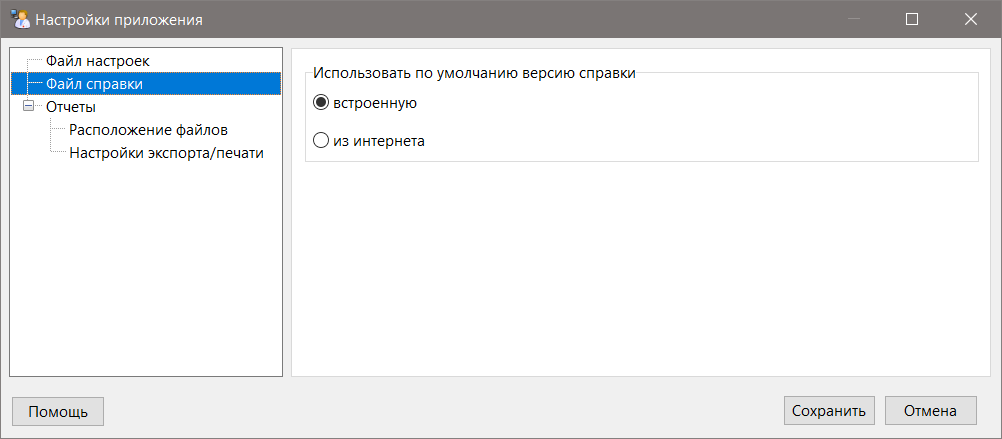 Настройки приложения
Файл настроек
Файл справки
Отчеты
Расположение файлов
Настройки экспорта/печати
Использовать по умолчанию версию справки
встроенную
из интернета
Помощь
Сохранить
Отмена